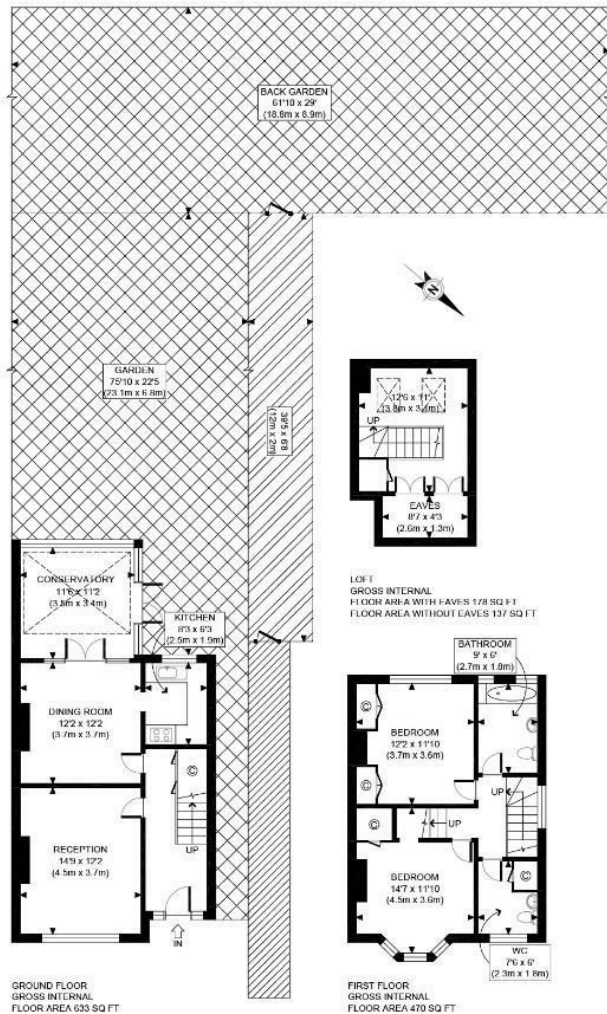 BACK GARDEN
61'10 x 29'
(18.8m x 8.9m)
N
GARDEN
75'10 x 22'5
(23.1m x 6.8m)
39'5 x 6'8
(12m x 2m)
12'6 x 11'2
(3.8m x 3.4m)
UP
EAVES
8'7 x 4'3
(2.6m x 1.3m)
LOFT
GROSS INTERNAL
FLOOR AREA WITH EAVES 178 SQ FT
FLOOR AREA WITHOUT EAVES 137 SQ FT
CONSERVATORY
11'6 x 11'2
(3.5m x 3.4m)
KITCHEN
8'3 x 6'3
(2.5m x 1.9m)
DINING ROOM
12'2 x 12'2
(3.7m x 3.7m)
C
UP
RECEPTION
14'9 x 12'2
(4.5m x 3.7m)
IN
GROUND FLOOR
GROSS INTERNAL
FLOOR AREA 633 SQ FT
BATHROOM
9' x 6'
(2.7m x 1.8m)
C
BEDROOM
12'2 x 11'10
(3.7m x 3.6m)
C
UP
C
UP
BEDROOM
14'7 x 11'10
(4.5m x 3.6m)
C
WC
7'6 x 6'
(2.3m x 1.8m)
FIRST FLOOR
GROSS INTERNAL
FLOOR AREA 470 SQ FT